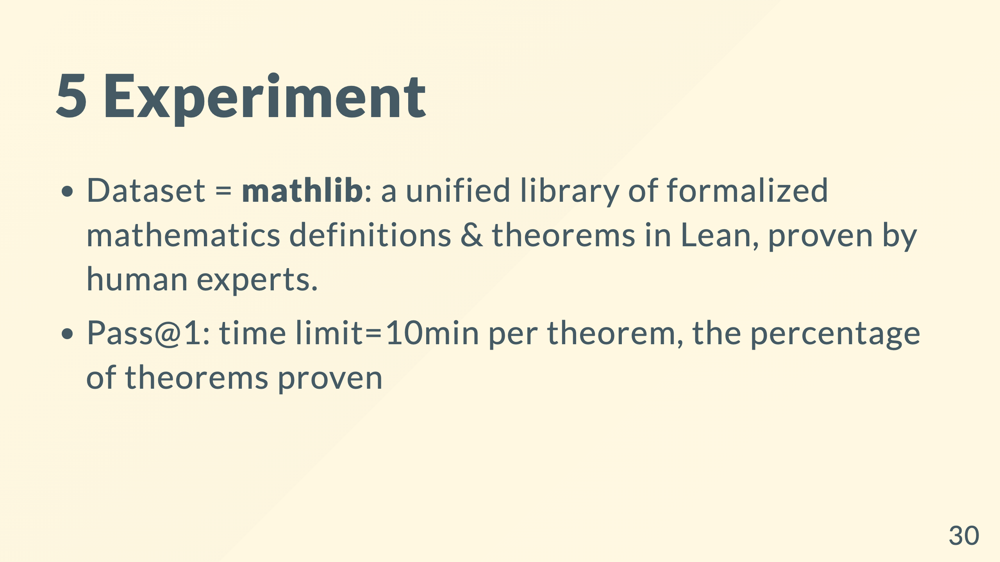 5 Experiment
• Dataset = mathlib: a unified library of formalized
mathematics definitions & theorems in Lean, proven by
human experts.
• Pass@1: time limit=10min per theorem, the percentage
of theorems proven
30